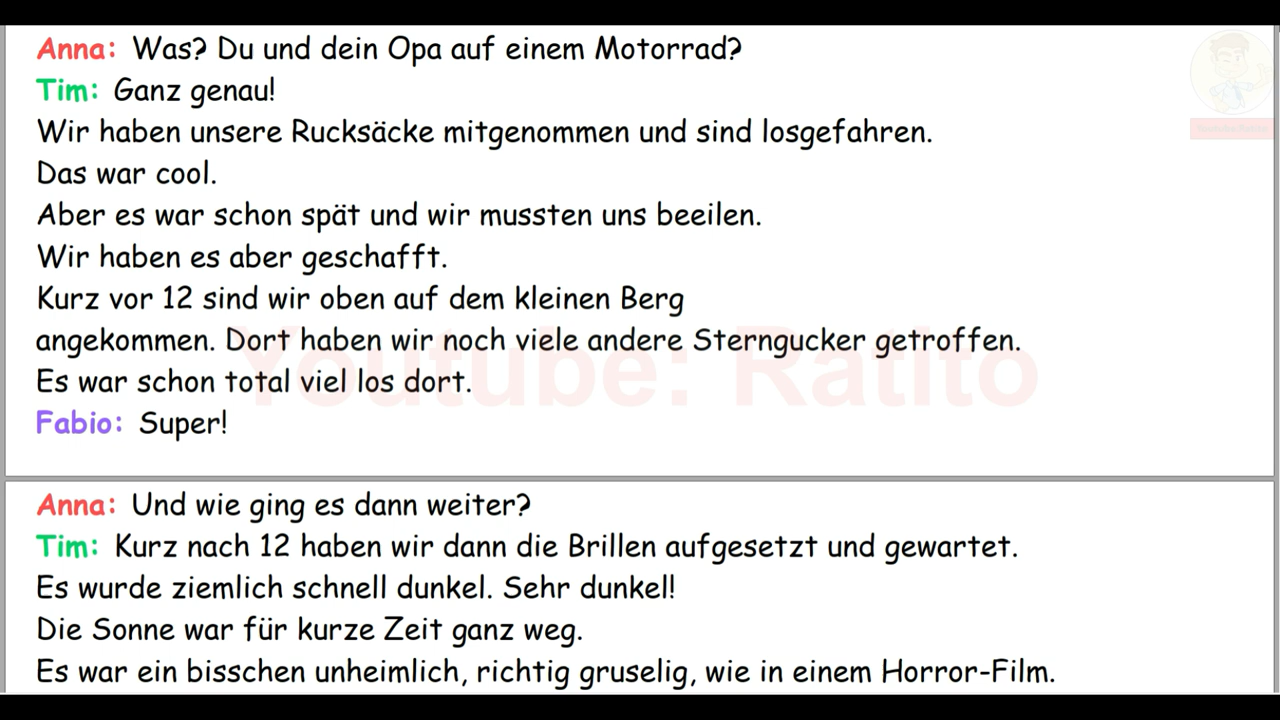 Anna: Was? Du und dein Opa auf einem Motorrad?
Tim: Ganz genau!
Wir haben unsere Rucksäcke mitgenommen und sind losgefahren.
Das war cool.
Aber es war schon spät und wir mussten uns beeilen.
Wir haben es aber geschafft.
Kurz vor 12 sind wir oben auf dem kleinen Berg
angekommen. Dort haben wir noch viele andere Sterngucker getroffen.
Es war schon total viel los dort.
Fabio: Super!
Youtube: Ratito
Anna: Und wie ging es dann weiter?
Tim: Kurz nach 12 haben wir dann die Brillen aufgesetzt und gewartet.
Es wurde ziemlich schnell dunkel. Sehr dunkel!
Die Sonne war für kurze Zeit ganz weg.
Es war ein bisschen unheimlich, richtig gruselig, wie in einem Horror-Film.